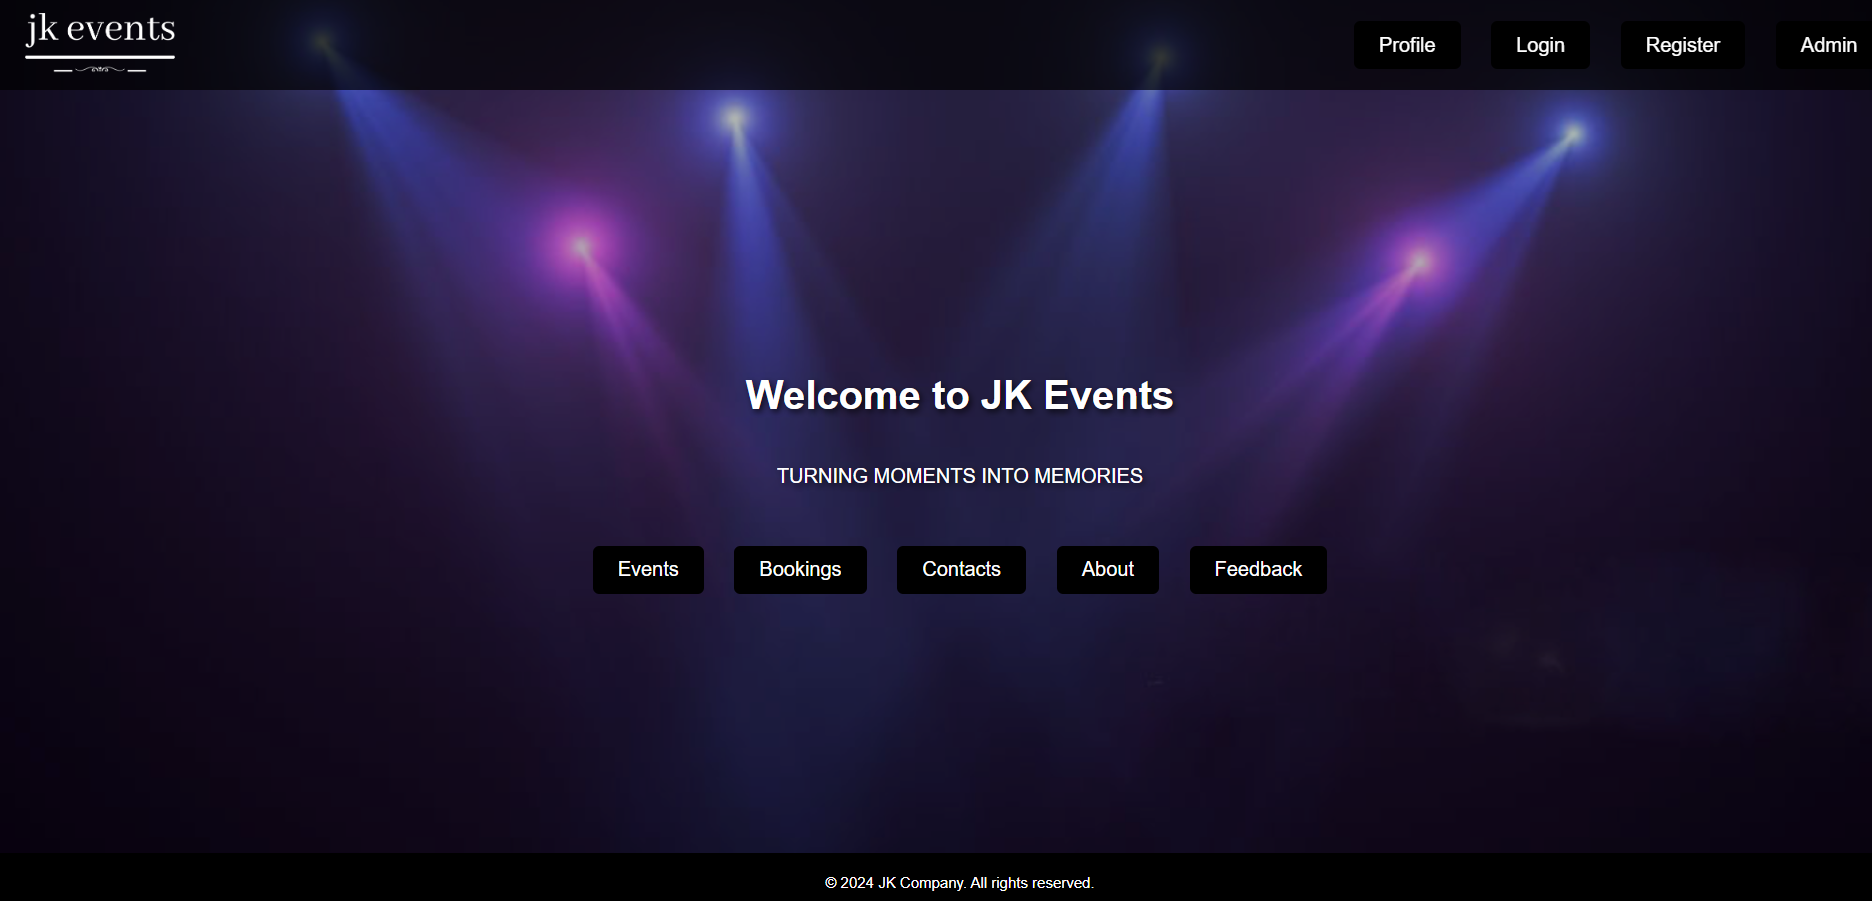 jk events
extra
Profile
Login
Register
Admin
Welcome to JK Events
TURNING MOMENTS INTO MEMORIES
Events
Bookings
Contacts
About
Feedback
© 2024 JK Company. All rights reserved.